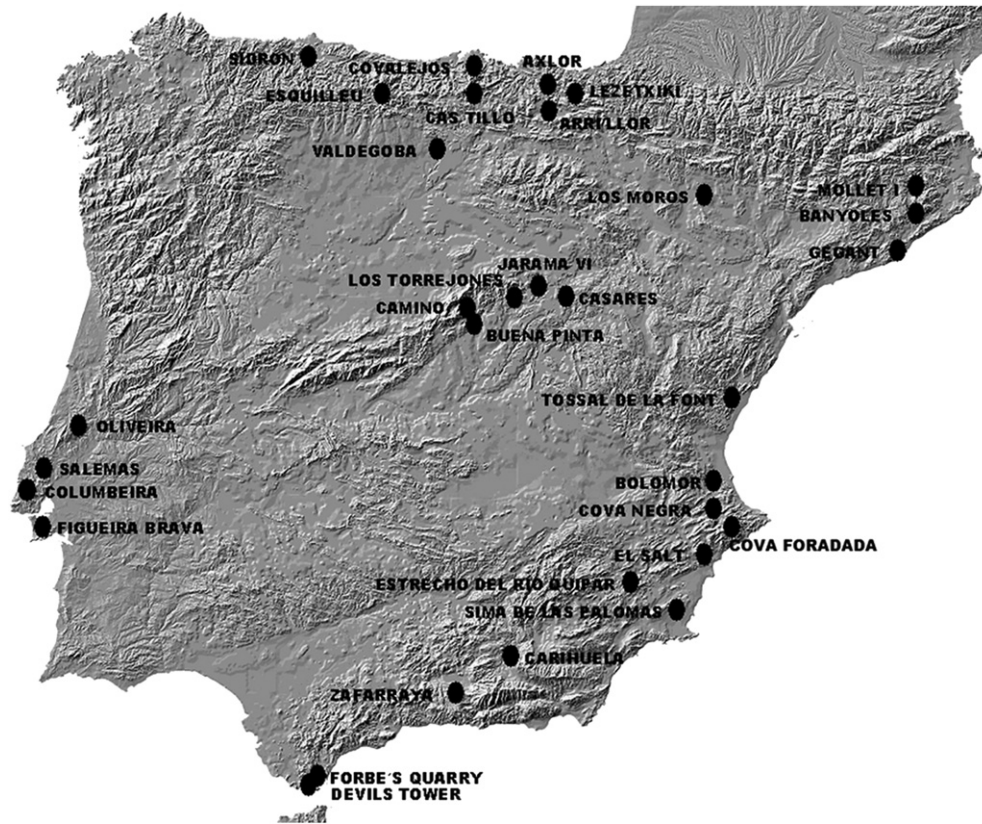 SIDRON
COVALEJOS
AXLOR
ESQUILLEU
LEZETXIKI
CAS TILLO
ARRILLOR
VALDEGOBA
LOS MOROS
MOLLET I
BANYOLES
GEGANT
JARAMA VI
LOS TORREJONES
CAMINO
CASARES
BUENA PINTA
TOSSAL DE LA FONT
OLIVEIRA
SALEMAS
BOLOMOR
COLUMBEIRA
COVA NEGRA
FIGUEIRA BRAVA
COVA FORADADA
EL SALT
ESTRECHO DEL RIO QUIPAR
SIMA DE LAS PALOMAS
CARIHUELA
ZAFARRAYA
FORBE´S QUARRY
DEVILS TOWER